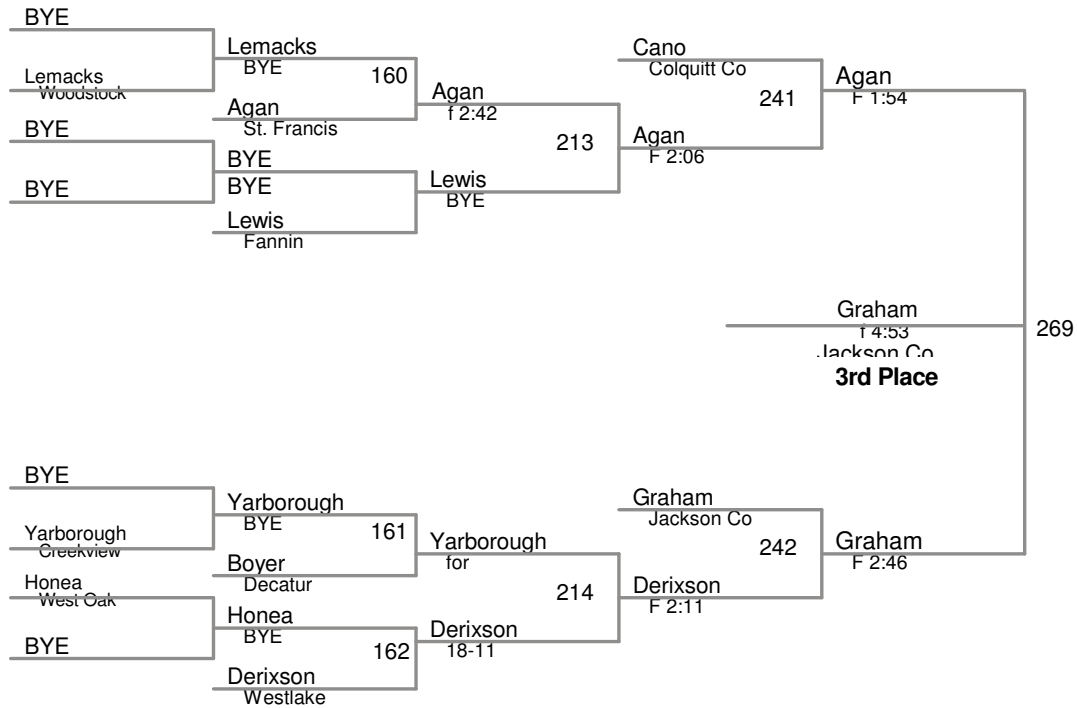 BYE
Lemacks
BYE
160
Lemacks
Woodstock
Agan
f 2:42
Agan
St. Francis
BYE
BYE
BYE
BYE
Lewis
BYE
Lewis
Fannin
213
Cano
Colquitt Co
241
Agan
F 2:06
Agan
F 1:54
Graham
f 4:53
Jackson Co
3rd Place
269
BYE
Yarborough
BYE
161
Yarborough
Creekview
Boyer
Decatur
Yarborough
for
Honea
West Oak
Honea
BYE
162
BYE
Derixson
Westlake
Derixson
18-11
214
Graham
Jackson Co
242
Derixson
F 2:11
Graham
F 2:46